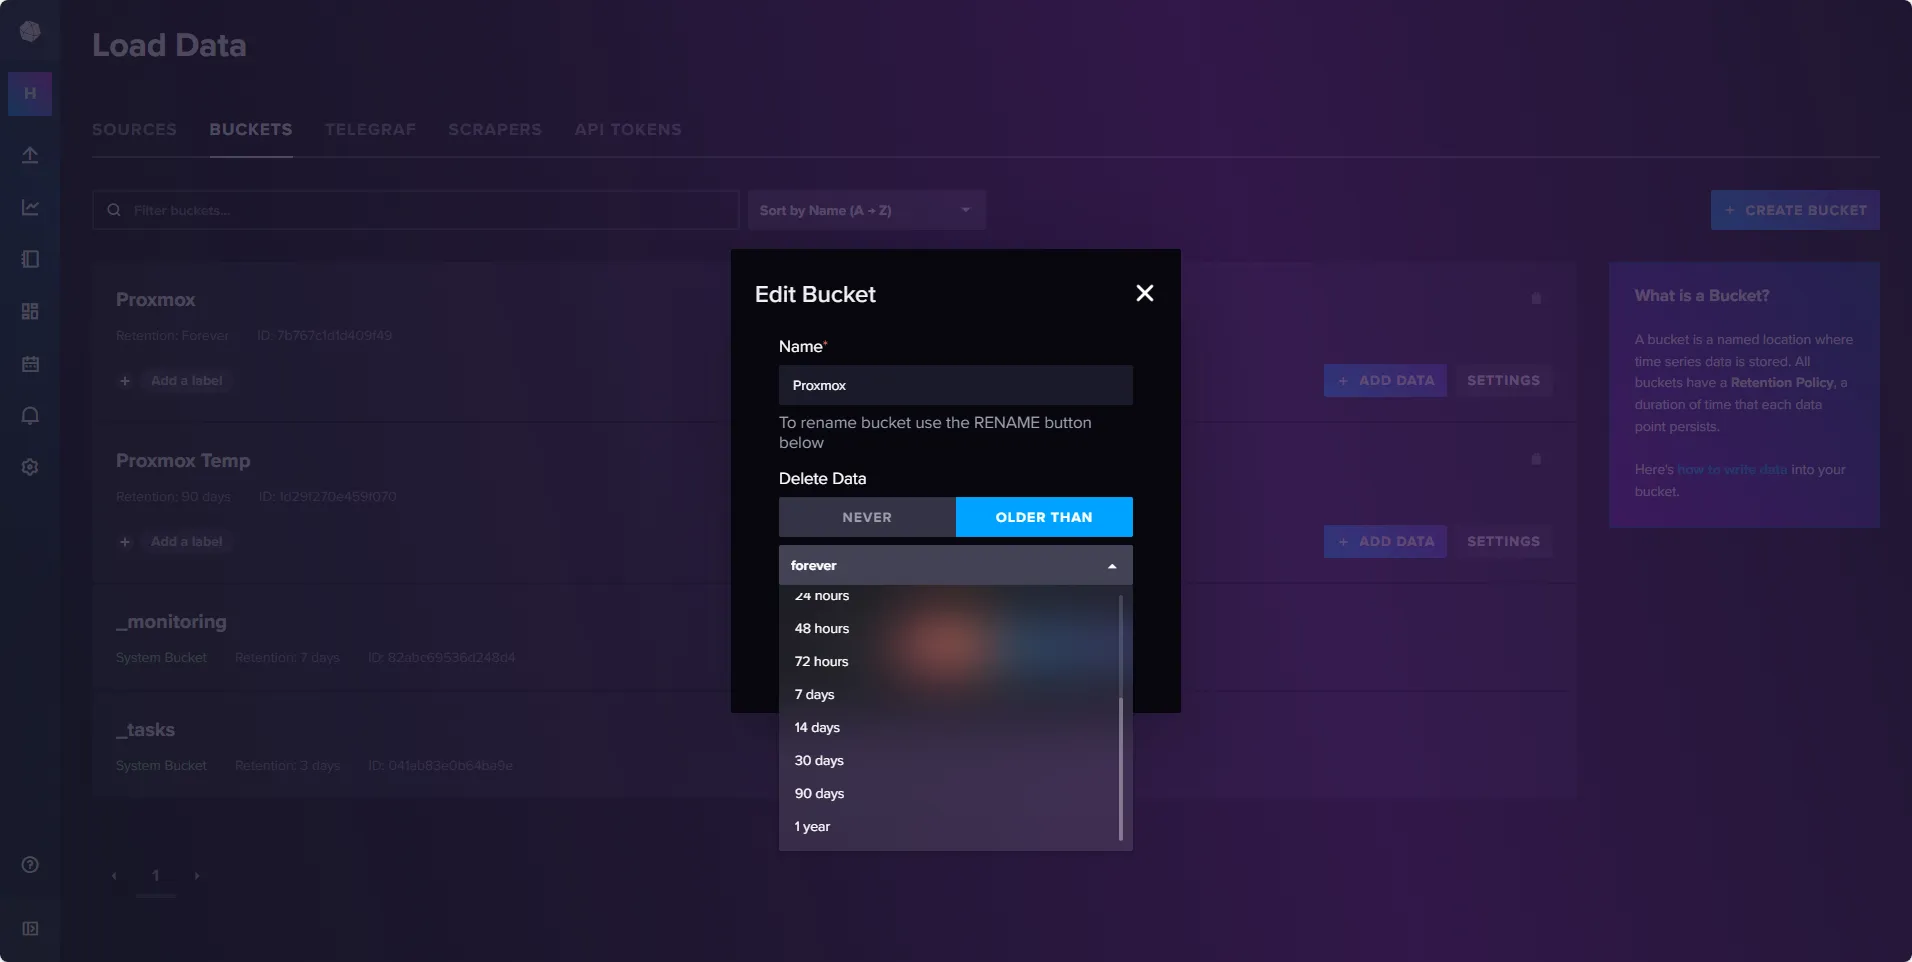 Load Data
H
SOURCES
BUCKETS
TELEGRAF
SCRAPERS
API TOKENS
Filter buckets...
Sort by Name (A → Z)
+ CREATE BUCKET
Proxmox
Retention: Forever
ID: 7b767c1d1d409f49
+ Add a label
+ ADD DATA
SETTINGS
Proxmox Temp
Retention: 90 days
ID: 1d29f270e459f070
+ Add a label
+ ADD DATA
SETTINGS
_monitoring
System Bucket
Retention: 7 days
ID: 82abc69536d248d4
_tasks
System Bucket
Retention: 3 days
ID: 041ab83e0b64ba9e
1
Edit Bucket
Name*
Proxmox
To rename bucket use the RENAME button
below
Delete Data
NEVER
OLDER THAN
forever
24 hours
48 hours
72 hours
7 days
14 days
30 days
90 days
1 year
What is a Bucket?
A bucket is a named location where
time series data is stored. All
buckets have a Retention Policy, a
duration of time that each data
point persists.
Here's how to write data into your
bucket.